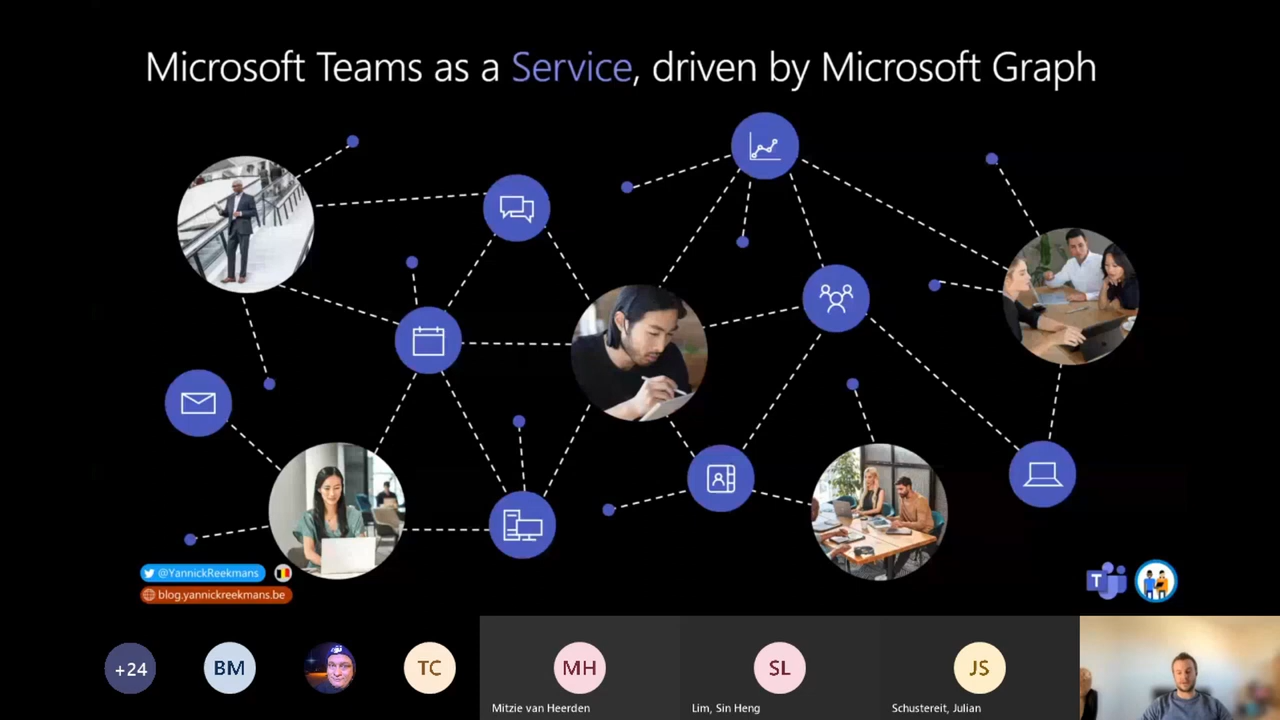 Microsoft Teams as a Service, driven by Microsoft Graph
@YannickReekmans
blog.yannickreekmans.be
T
+24
BM
TC
MH
SL
JS
Mitzie van Heerden
Lim, Sin Heng
Schustereit, Julian